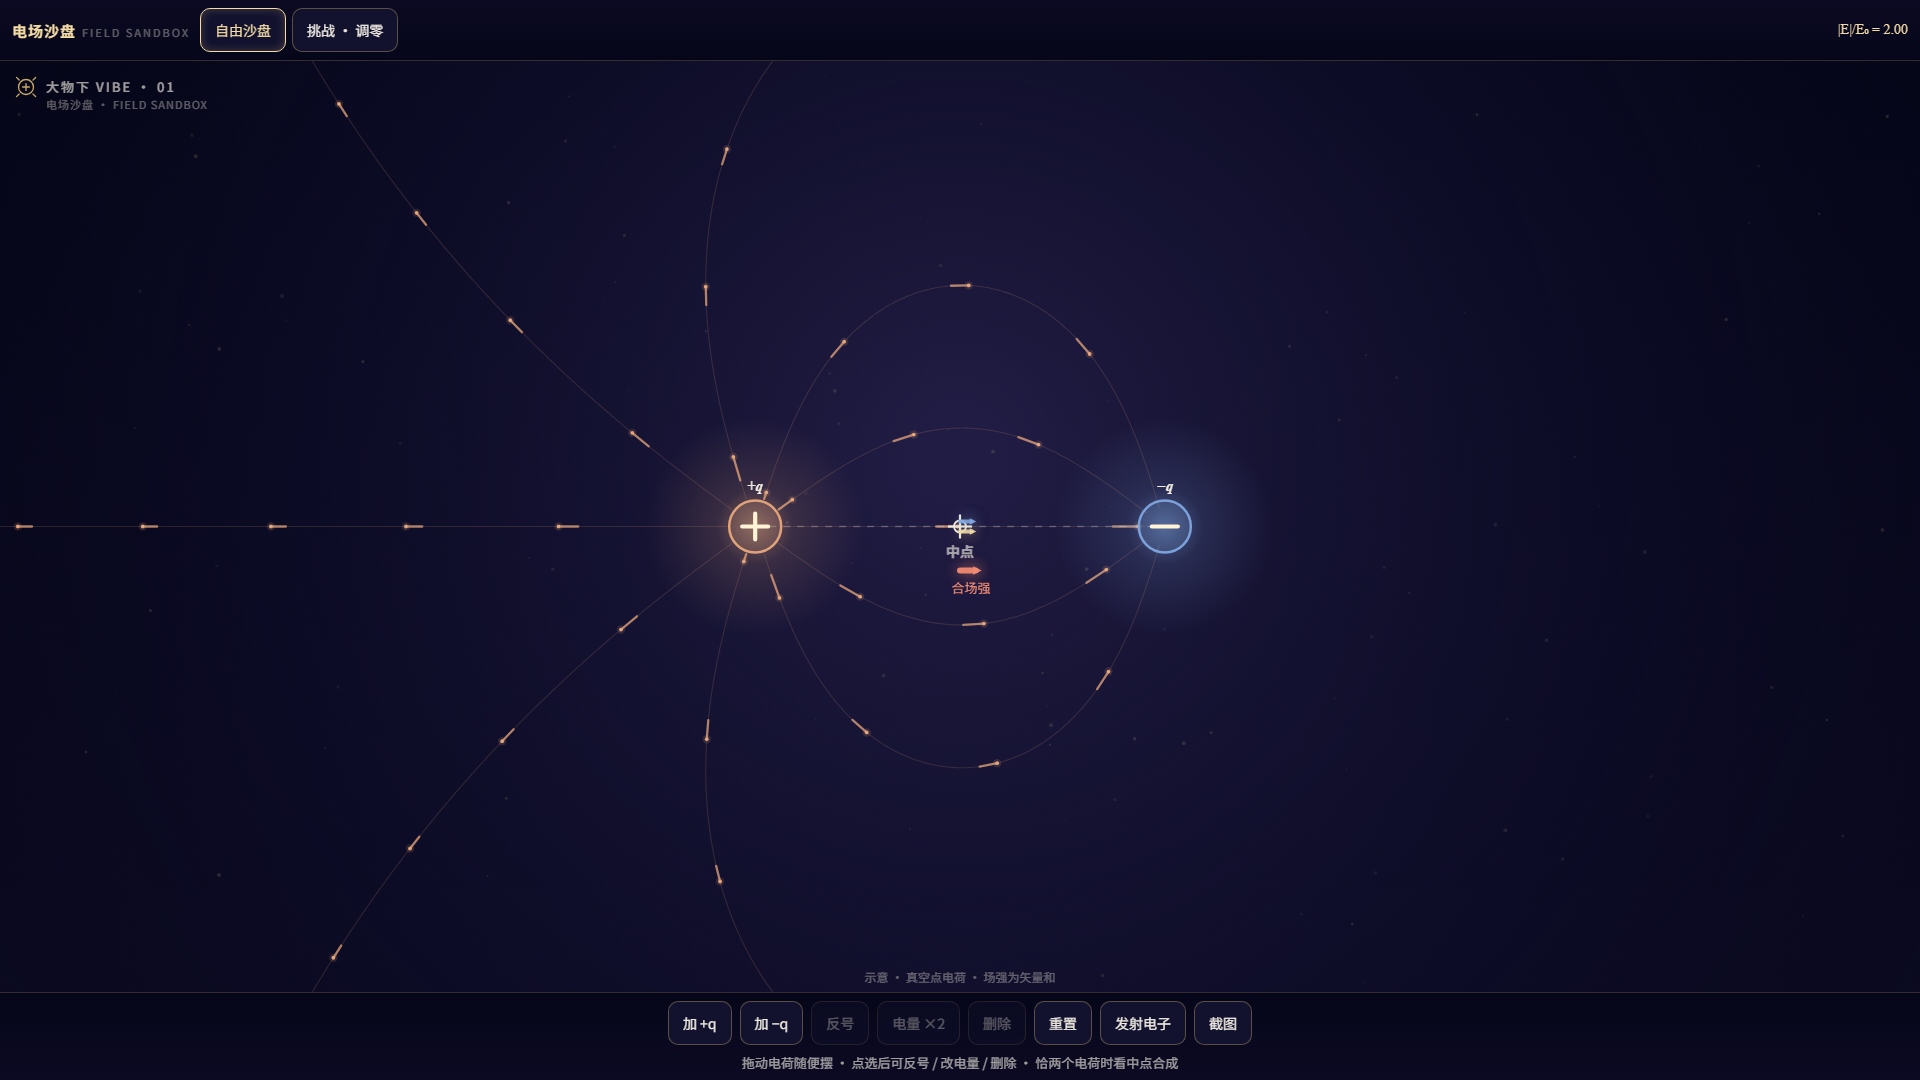 电场沙盘 FIELD SANDBOX 自由沙盘 挑战 · 调零 |E|/E₀ = 2.00
大物下 VIBE · 01
电场沙盘 · FIELD SANDBOX
+q −q
中点
合场强
示意 · 真空点电荷 · 场强为矢量和
加 +q 加 −q 反号 电量 ×2 删除 重置 发射电子 截图
拖动电荷随便摆 · 点选后可反号 / 改电量 / 删除 · 恰两个电荷时看中点合成